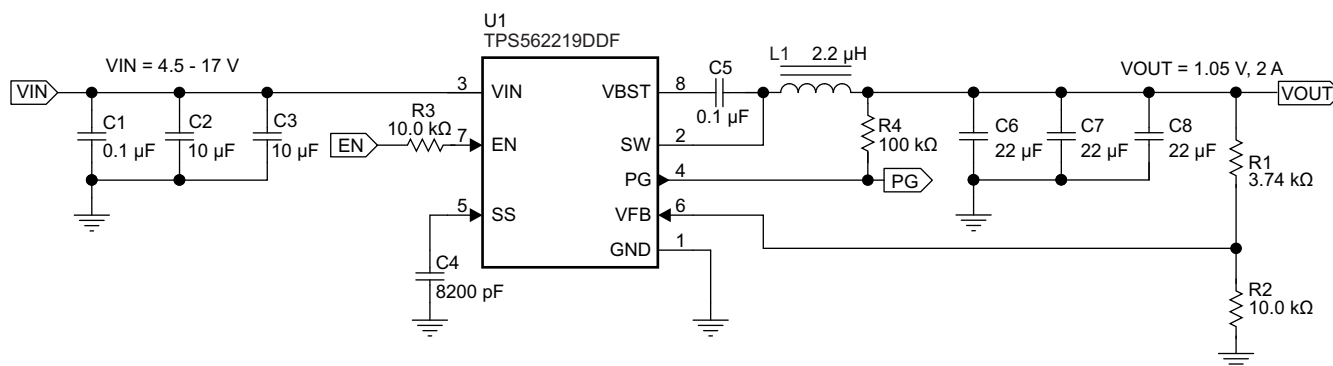 U1
TPS562219DDF
VIN = 4.5 - 17 V
L1 2.2 µH
VOUT = 1.05 V, 2 A
VIN
3 VIN
VBST 8
C5
0.1 µF
VOUT
C1
0.1 µF
C2
10 µF
C3
10 µF
R3
10.0 kΩ
EN
7 EN
SW 2
R4
100 kΩ
C6
22 µF
C7
22 µF
C8
22 µF
R1
3.74 kΩ
PG 4
PG
5 SS
VFB 6
GND 1
C4
8200 pF
R2
10.0 kΩ